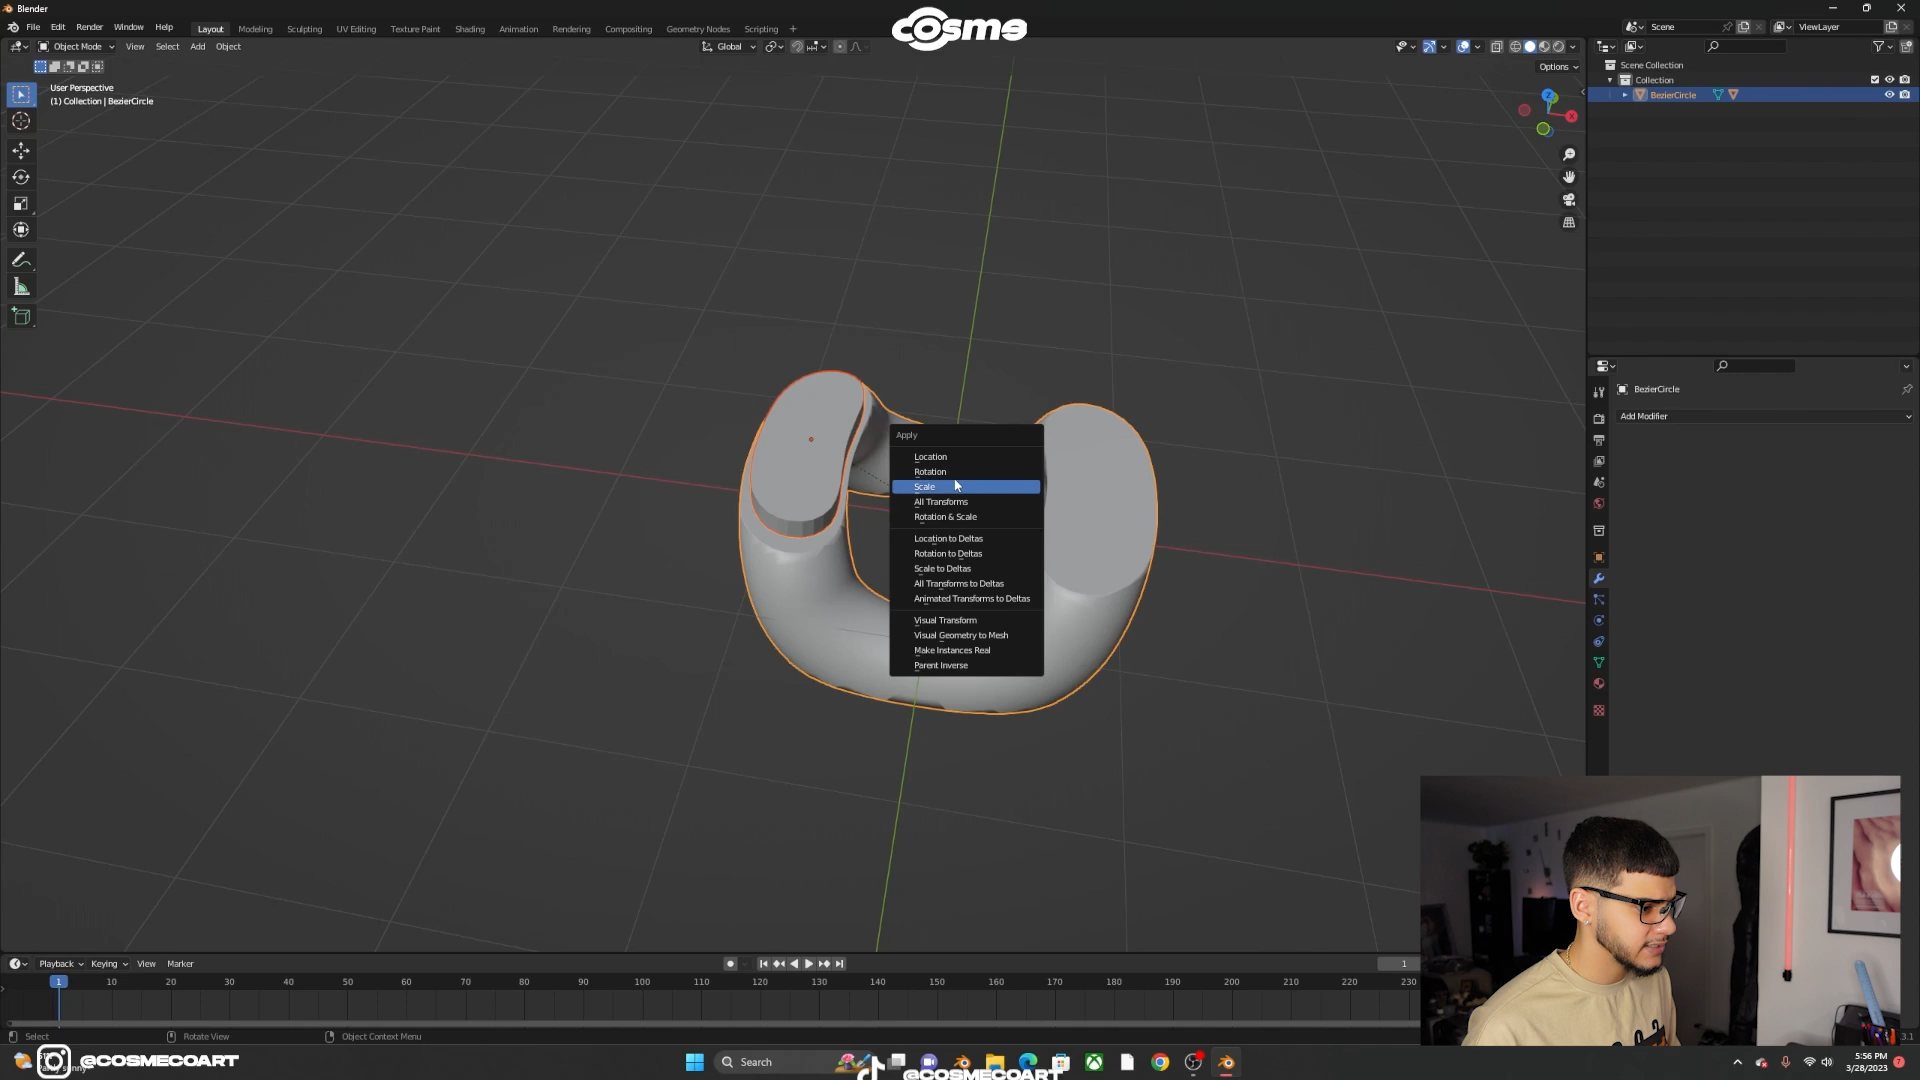 Blender
File Edit Render Window Help Layout Modeling Sculpting UV Editing Texture Paint Shading Animation Rendering Compositing Geometry Nodes Scripting +
cosme
Scene ViewLayer
Object Mode View Select Add Object
Global
Options
User Perspective
(1) Collection | BezierCircle
Z
X
Scene Collection
Collection
BezierCircle
BezierCircle
Add Modifier
Apply
Location
Rotation
Scale
All Transforms
Rotation & Scale
Location to Deltas
Rotation to Deltas
Scale to Deltas
All Transforms to Deltas
Animated Transforms to Deltas
Visual Transform
Visual Geometry to Mesh
Make Instances Real
Parent Inverse
Playback Keying View Marker
1
1 10 20 30 40 50 60 70 80 90 100 110 120 130 140 150 160 170 180 190 200 210 220 230
Select Rotate View Object Context Menu
3.1
@COSMECOART
Search
@COSMECOART
5:56 PM
3/28/2023
7